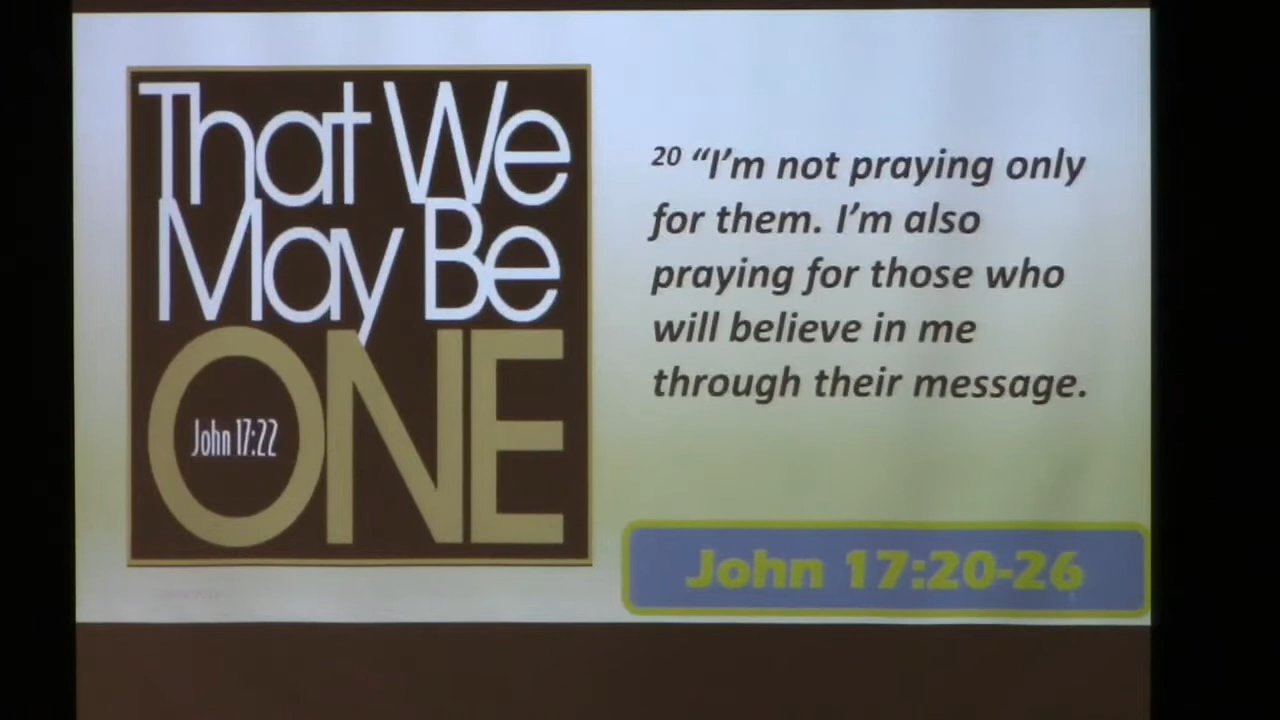 That We
May Be
ONE
John 17:22
20 “I’m not praying only
for them. I’m also
praying for those who
will believe in me
through their message.
John 17:20-26